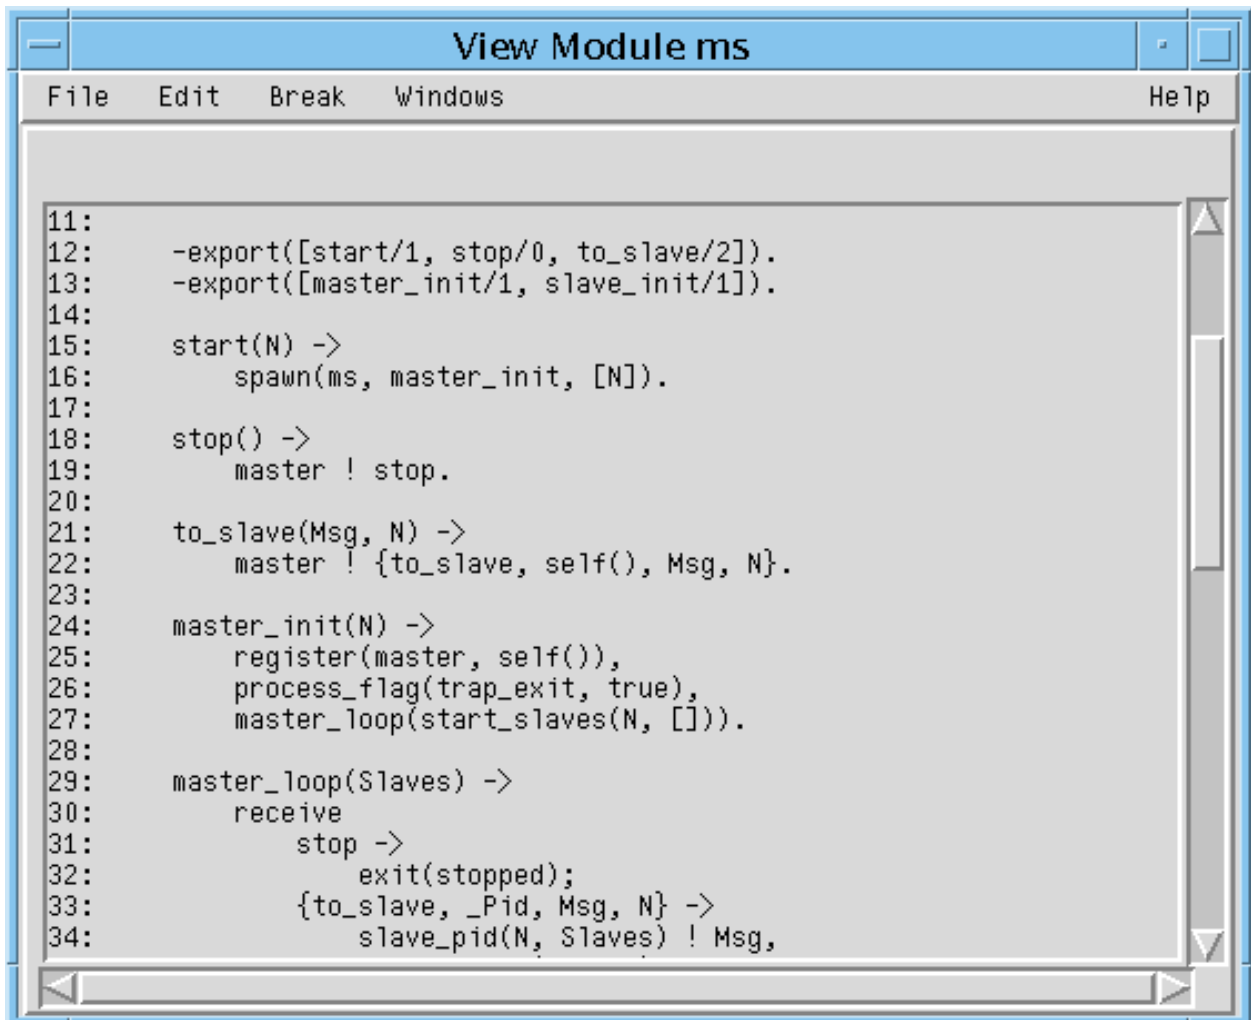 View Module ms
File Edit Break Windows Help
11:
12: -export([start/1, stop/0, to_slave/2]).
13: -export([master_init/1, slave_init/1]).
14:
15: start(N) ->
16:     spawn(ms, master_init, [N]).
17:
18: stop() ->
19:     master ! stop.
20:
21: to_slave(Msg, N) ->
22:     master ! {to_slave, self(), Msg, N}.
23:
24: master_init(N) ->
25:     register(master, self()),
26:     process_flag(trap_exit, true),
27:     master_loop(start_slaves(N, [])).
28:
29: master_loop(Slaves) ->
30:     receive
31:         stop ->
32:             exit(stopped);
33:         {to_slave, _Pid, Msg, N} ->
34:             slave_pid(N, Slaves) ! Msg,